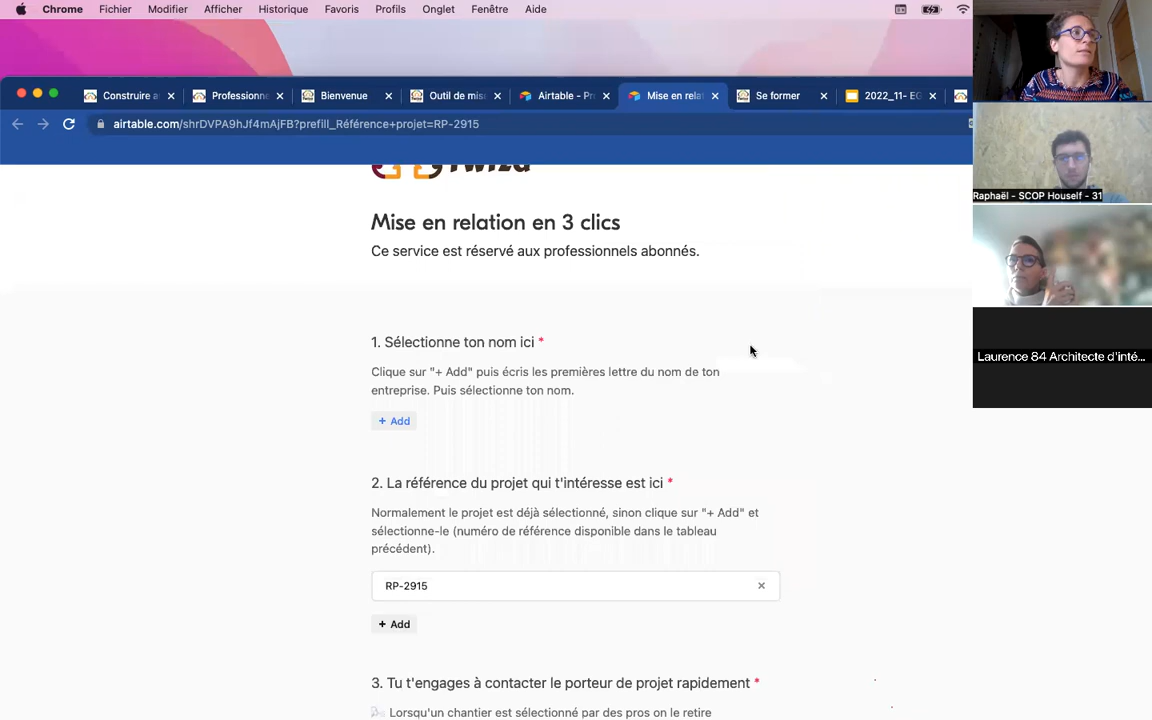 Chrome Fichier Modifier Afficher Historique Favoris Profils Onglet Fenêtre Aide
Construire a
Professionne
Bienvenue
Outil de mise
Airtable - Pr
Mise en relat
Se former
2022_11- EG
airtable.com/shrDVPA9hJf4mAjFB?prefill_Référence+projet=RP-2915
Twiza
Mise en relation en 3 clics
Ce service est réservé aux professionnels abonnés.
1. Sélectionne ton nom ici *
Clique sur "+ Add" puis écris les premières lettre du nom de ton
entreprise. Puis sélectionne ton nom.
+ Add
2. La référence du projet qui t'intéresse est ici *
Normalement le projet est déjà sélectionné, sinon clique sur "+ Add" et
sélectionne-le (numéro de référence disponible dans le tableau
précédent).
RP-2915
+ Add
3. Tu t'engages à contacter le porteur de projet rapidement *
Lorsqu'un chantier est sélectionné par des pros on le retire
Raphaël - SCOP Houself - 31
Laurence 84 Architecte d'inté...